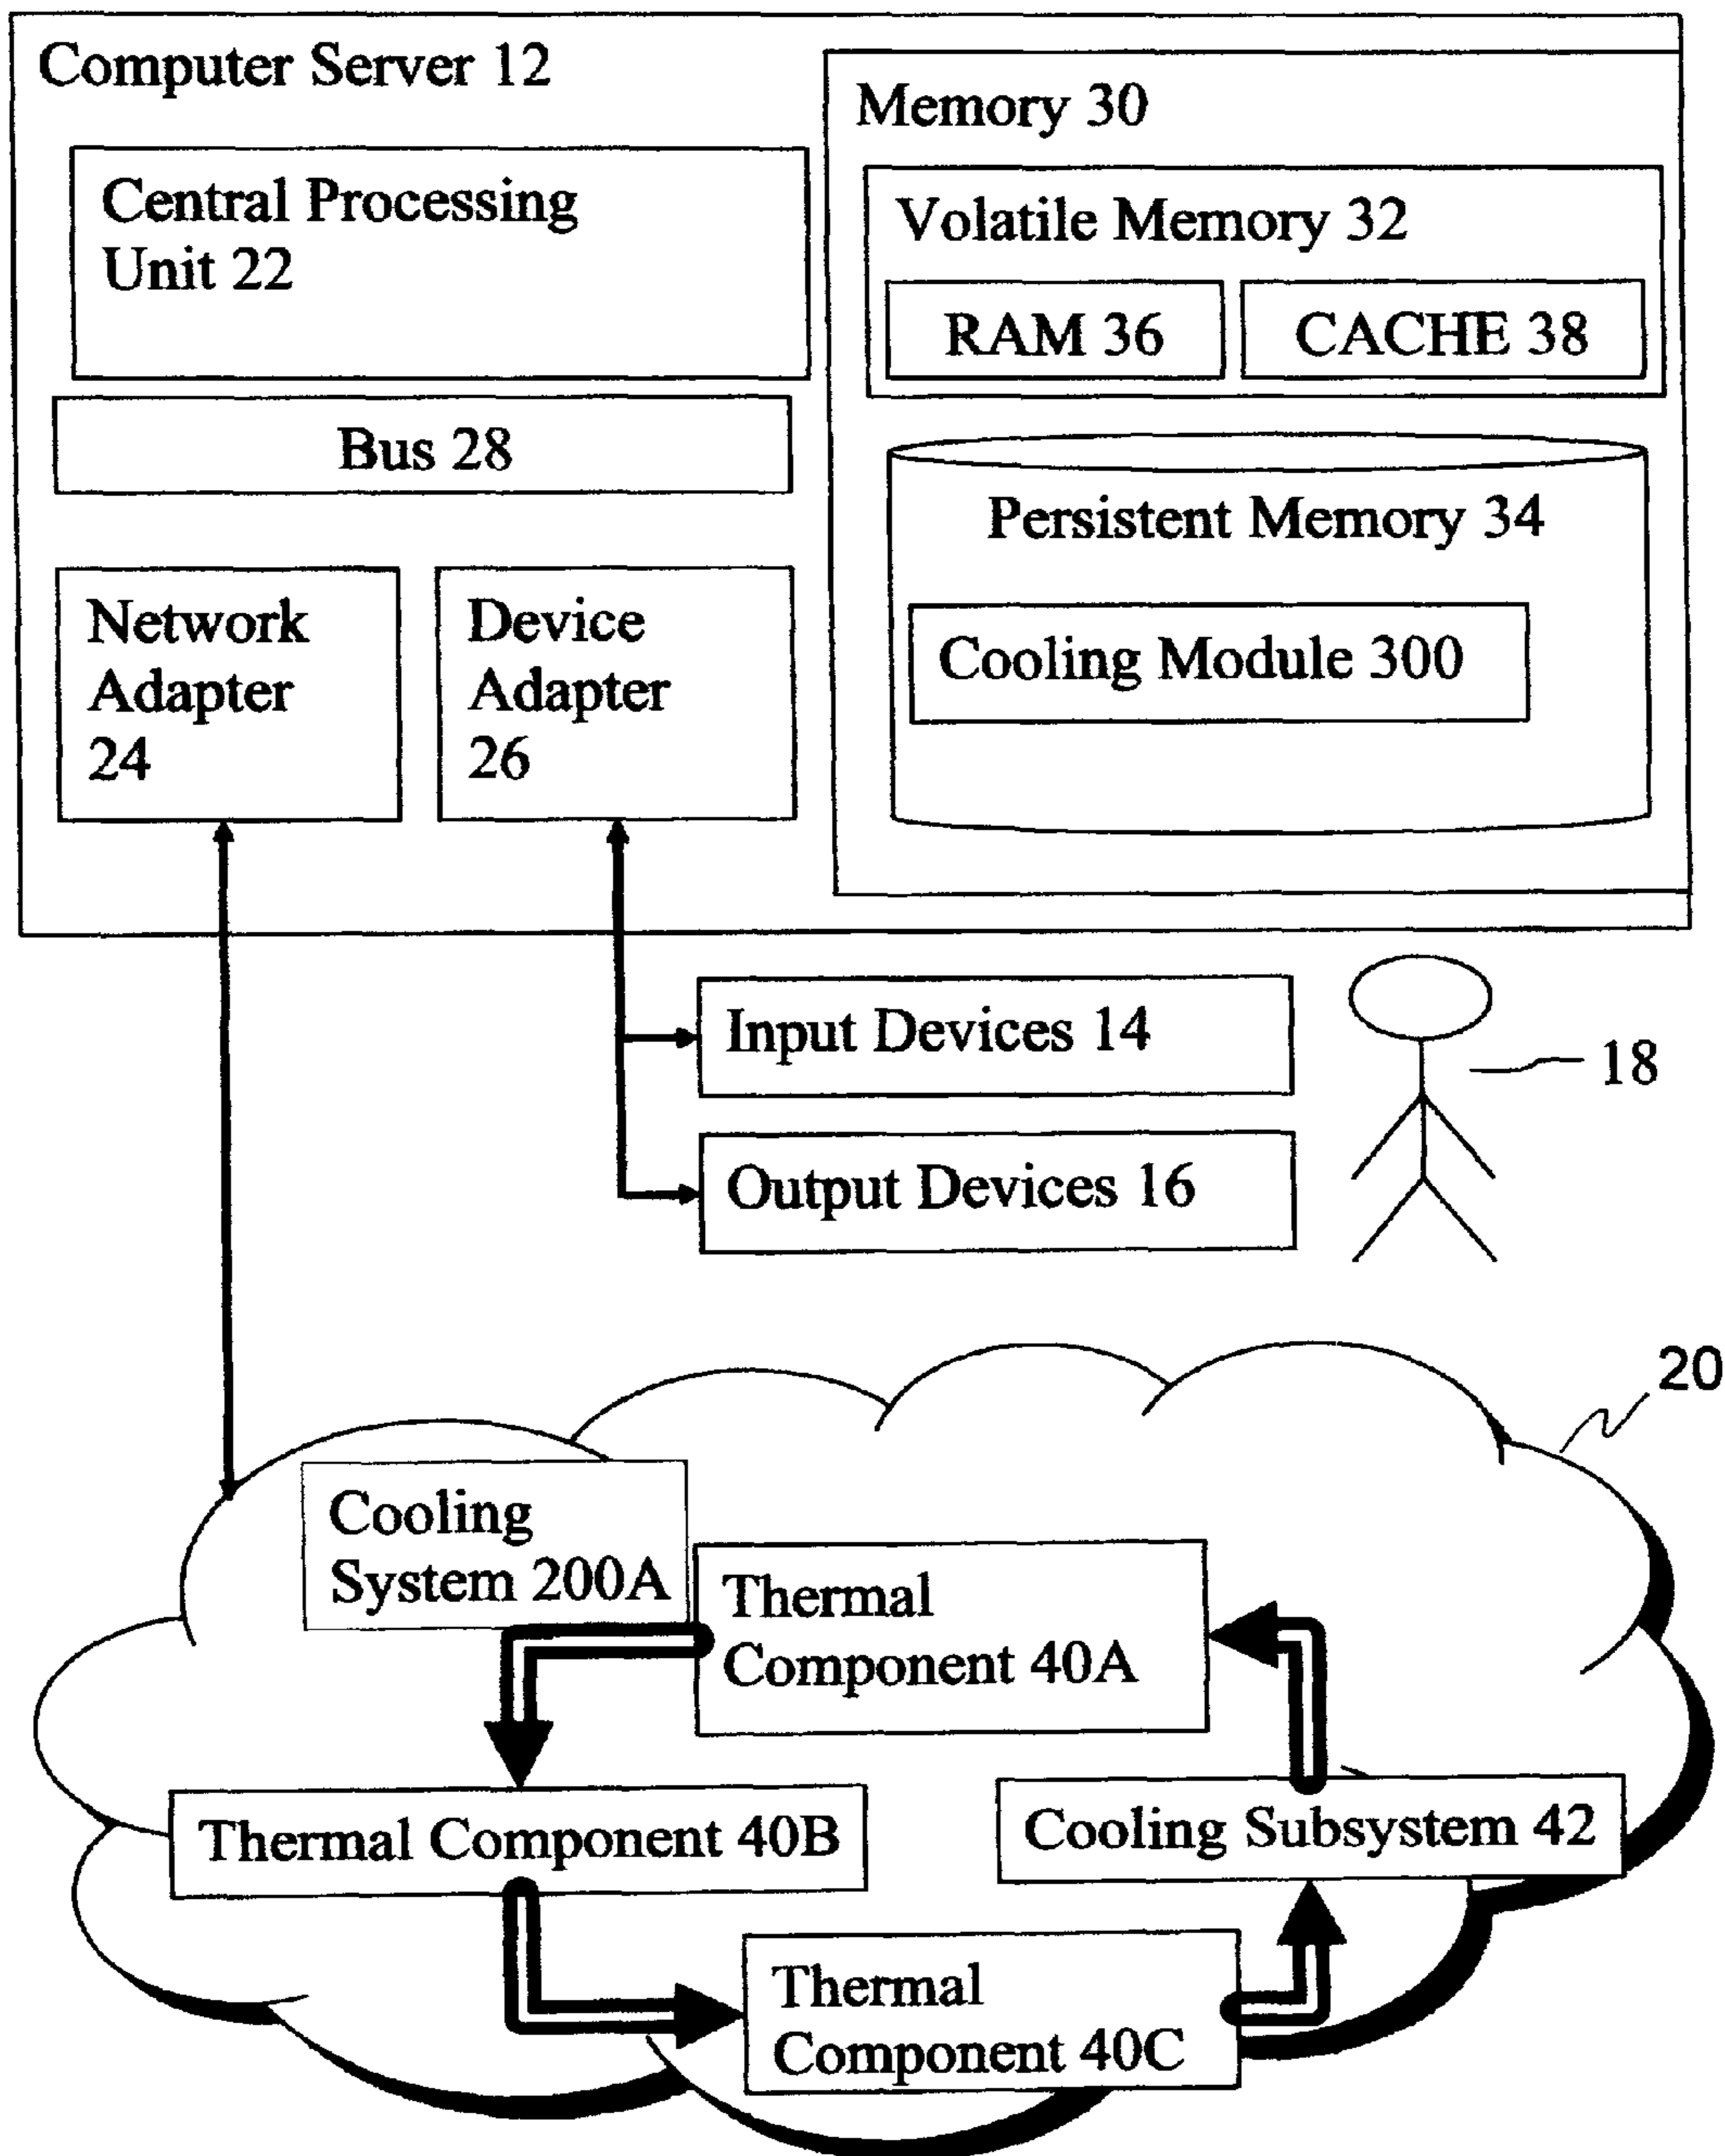 Computer Server 12
Central Processing
Unit 22
Bus 28
Network
Adapter
24
Device
Adapter
26
Memory 30
Volatile Memory 32
RAM 36
CACHE 38
Persistent Memory 34
Cooling Module 300
Input Devices 14
Output Devices 16
18
20
Cooling
System 200A
Thermal
Component 40A
Thermal Component 40B
Cooling Subsystem 42
Thermal
Component 40C